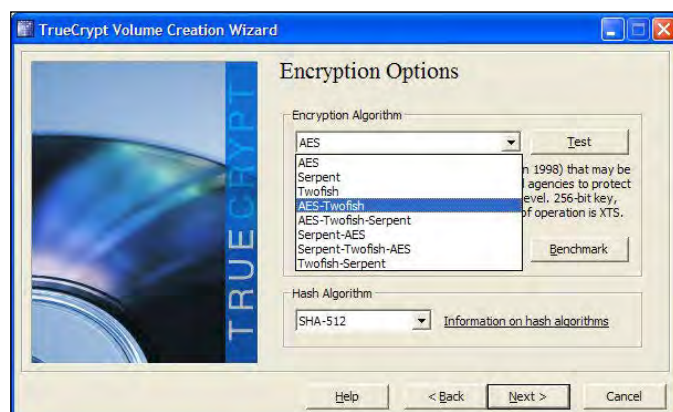 TrueCrypt Volume Creation Wizard
TRUECRYPT
Encryption Options
Encryption Algorithm
AES
Test
AES
Serpent
Twofish
AES-Twofish
AES-Twofish-Serpent
Serpent-AES
Serpent-Twofish-AES
Twofish-Serpent
n 1998) that may be
l agencies to protect
evel. 256-bit key,
of operation is XTS.
Benchmark
Hash Algorithm
SHA-512
Information on hash algorithms
Help
< Back
Next >
Cancel